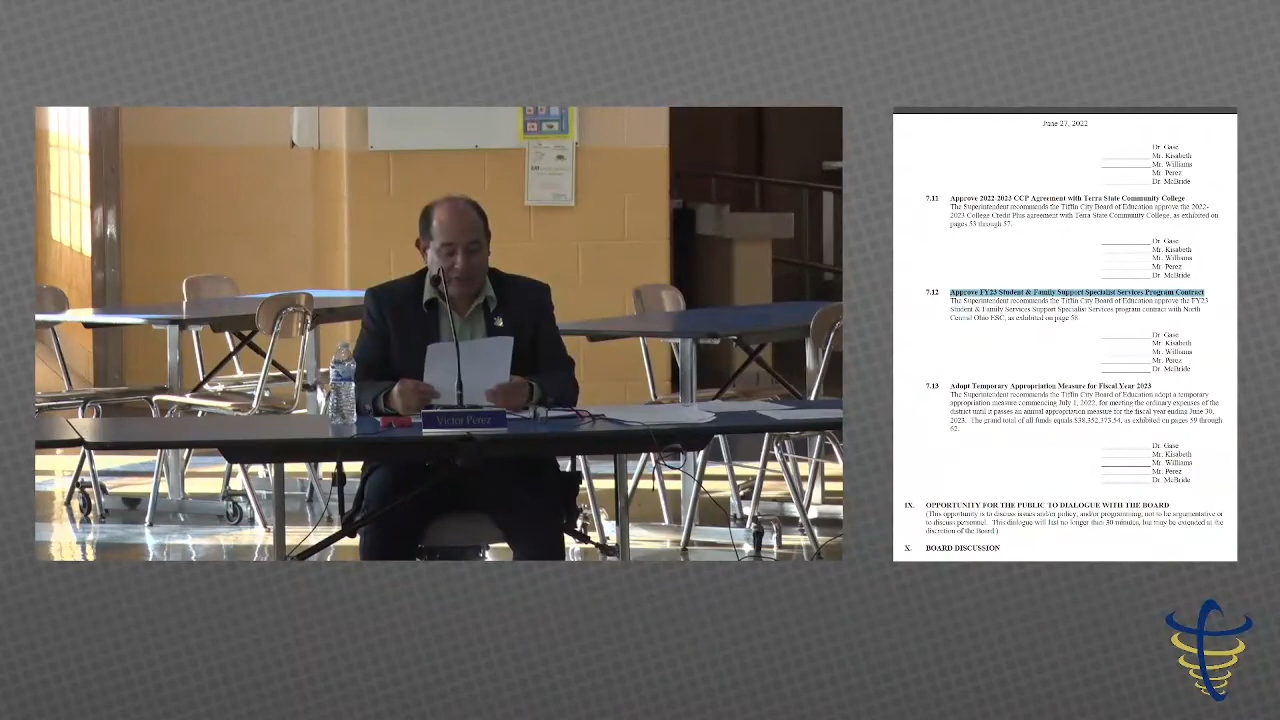 Victor Perez
June 27, 2022
Dr. Gase
Mr. Kisabeth
Mr. Williams
Mr. Perez
Dr. McBride
7.11 Approve 2022-2023 CCP Agreement with Terra State Community College
The Superintendent recommends the Tiffin City Board of Education approve the 2022-
2023 College Credit Plus agreement with Terra State Community College, as exhibited on
pages 53 through 57.
Dr. Gase
Mr. Kisabeth
Mr. Williams
Mr. Perez
Dr. McBride
7.12 Approve FY23 Student & Family Support Specialist Services Program Contract
The Superintendent recommends the Tiffin City Board of Education approve the FY23
Student & Family Services Support Specialist Services program contract with North
Central Ohio ESC, as exhibited on page 58.
Dr. Gase
Mr. Kisabeth
Mr. Williams
Mr. Perez
Dr. McBride
7.13 Adopt Temporary Appropriation Measure for Fiscal Year 2023
The Superintendent recommends the Tiffin City Board of Education adopt a temporary
appropriation measure commencing July 1, 2022, for meeting the ordinary expenses of the
district until it passes an annual appropriation measure for the fiscal year ending June 30,
2023. The grand total of all funds equals $38,352,373.54, as exhibited on pages 59 through
62.
Dr. Gase
Mr. Kisabeth
Mr. Williams
Mr. Perez
Dr. McBride
IX. OPPORTUNITY FOR THE PUBLIC TO DIALOGUE WITH THE BOARD
(This opportunity is to discuss issues and/or policy, and/or programming, not to be argumentative or
to discuss personnel. This dialogue will last no longer than 30 minutes, but may be extended at the
discretion of the Board.)
X. BOARD DISCUSSION